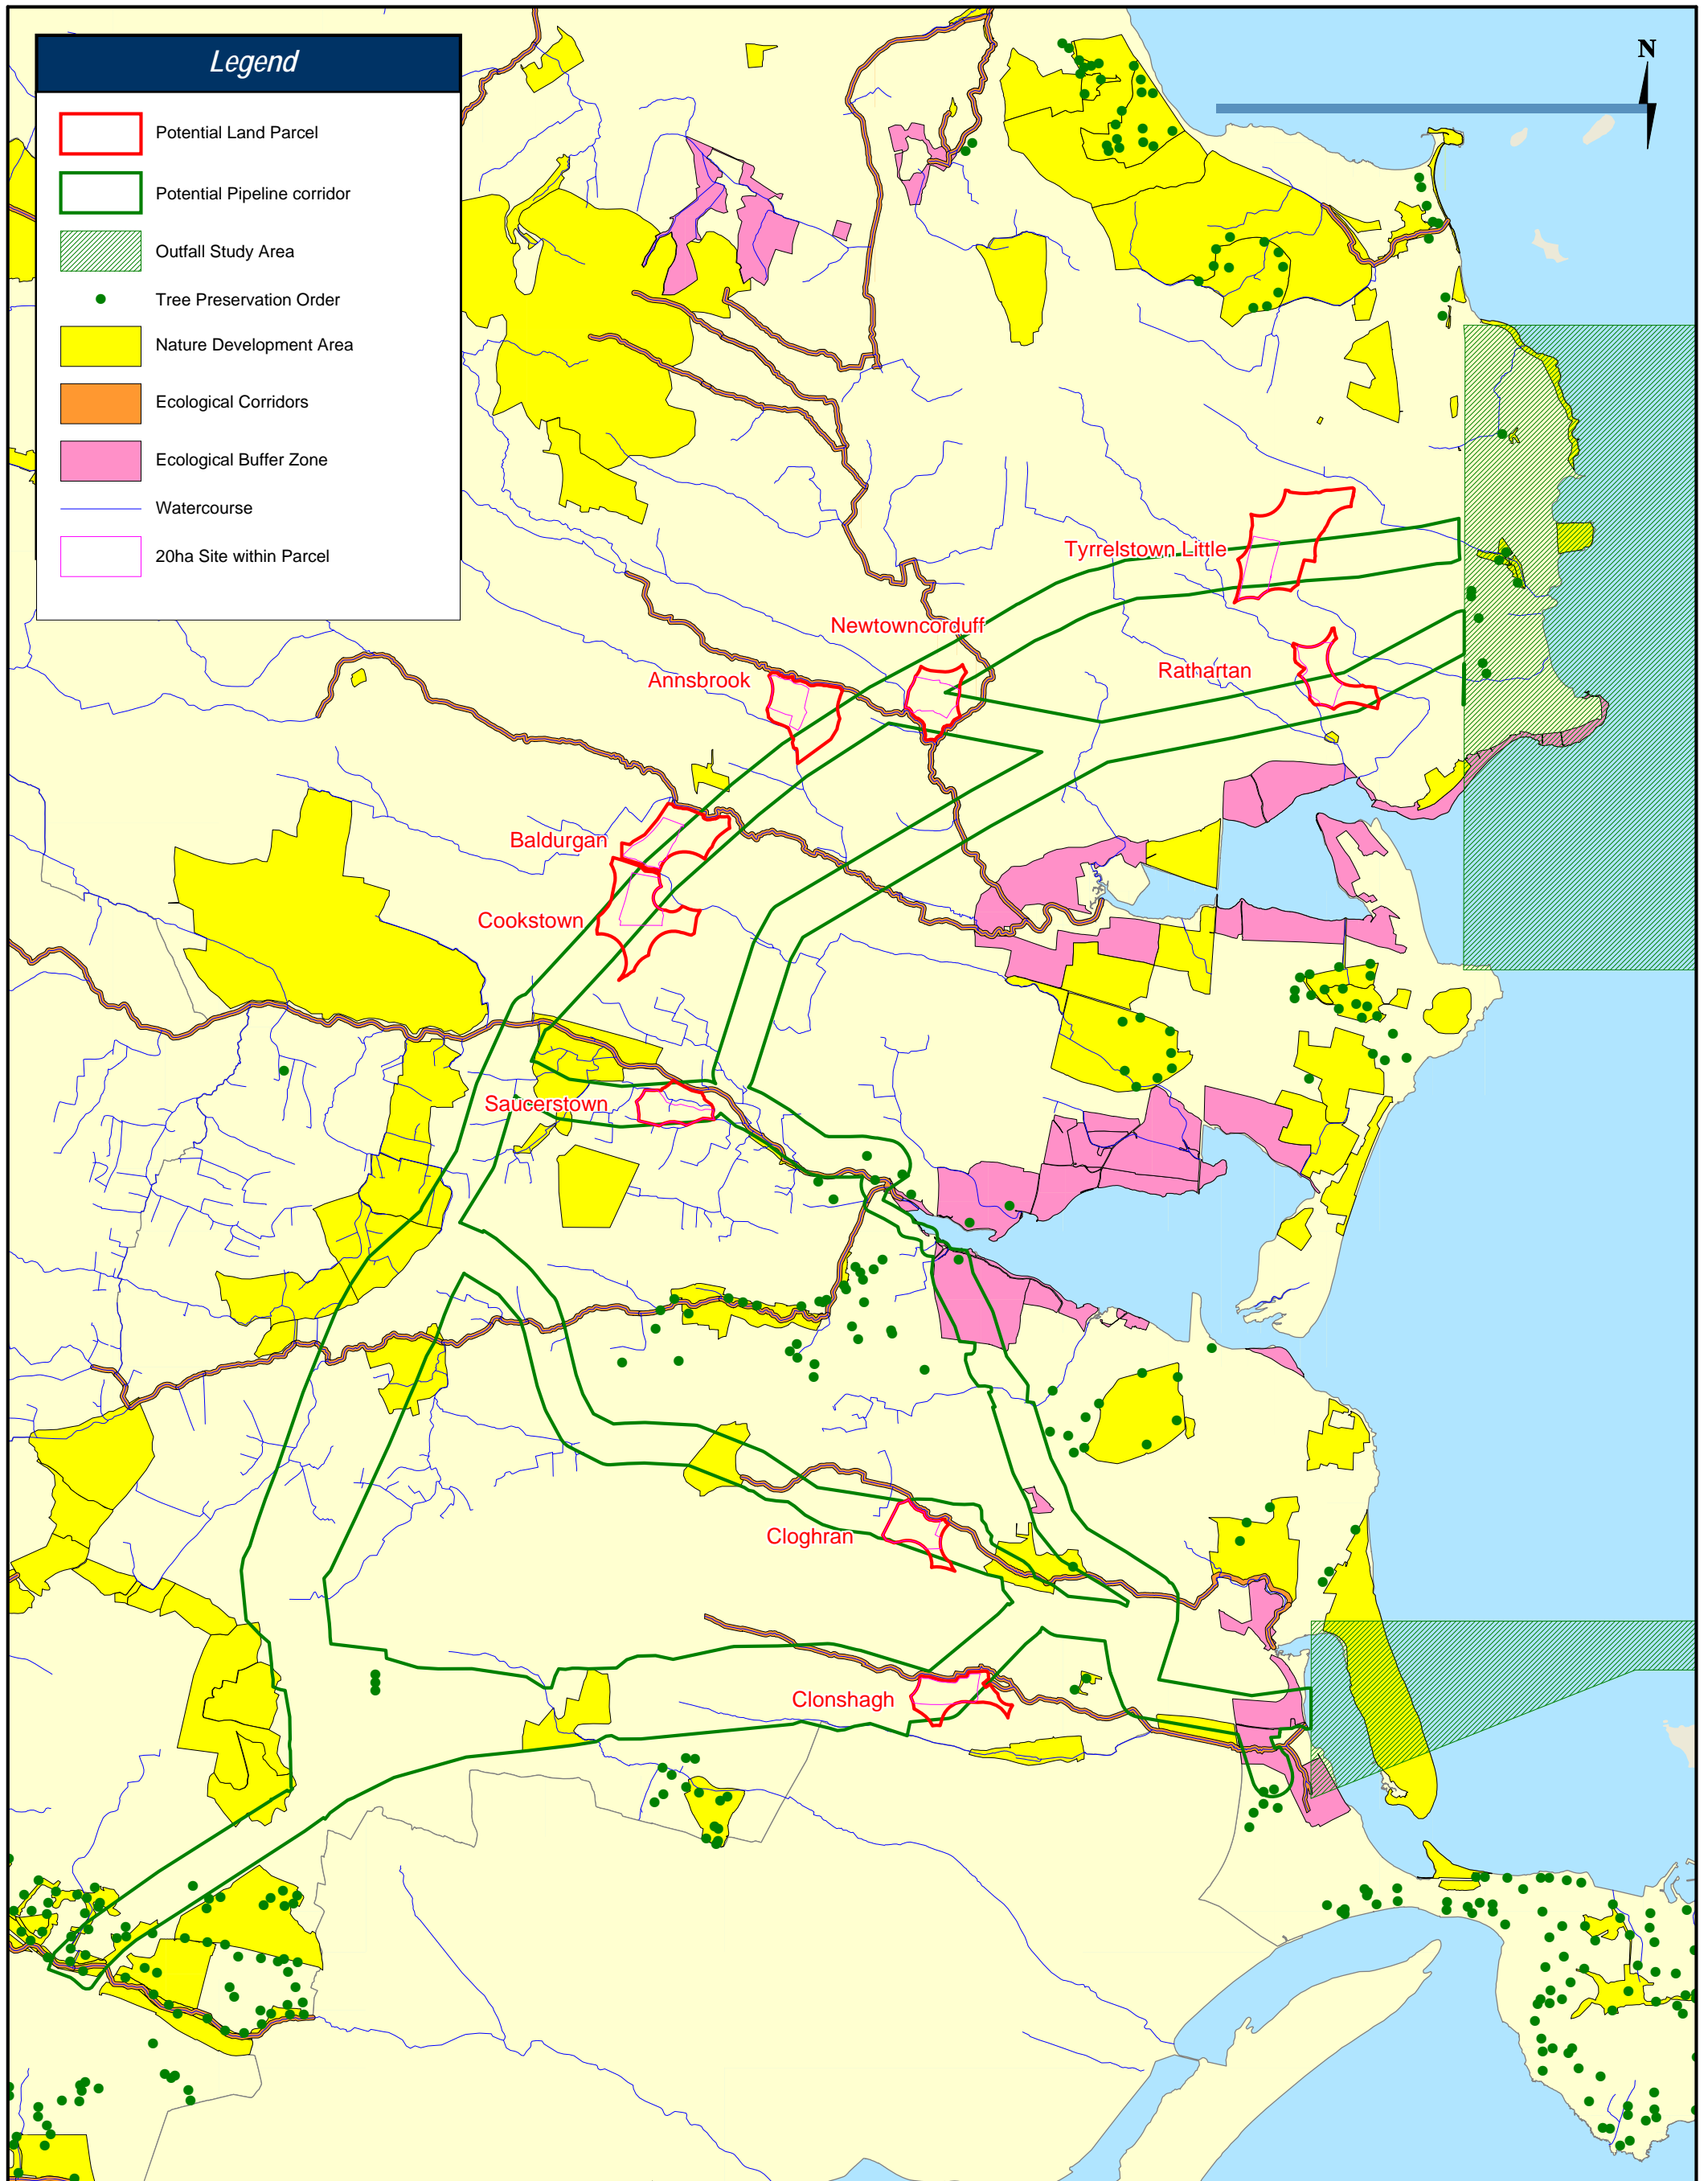 Legend
N
Potential Land Parcel
Potential Pipeline corridor
Outfall Study Area
Tree Preservation Order
Nature Development Area
Ecological Corridors
Ecological Buffer Zone
Watercourse
20ha Site within Parcel
Tyrrelstown Little
Newtowncorduff
Rathartan
Annsbrook
Baldurgan
Cookstown
Saucerstown
Cloghran
Clonshagh